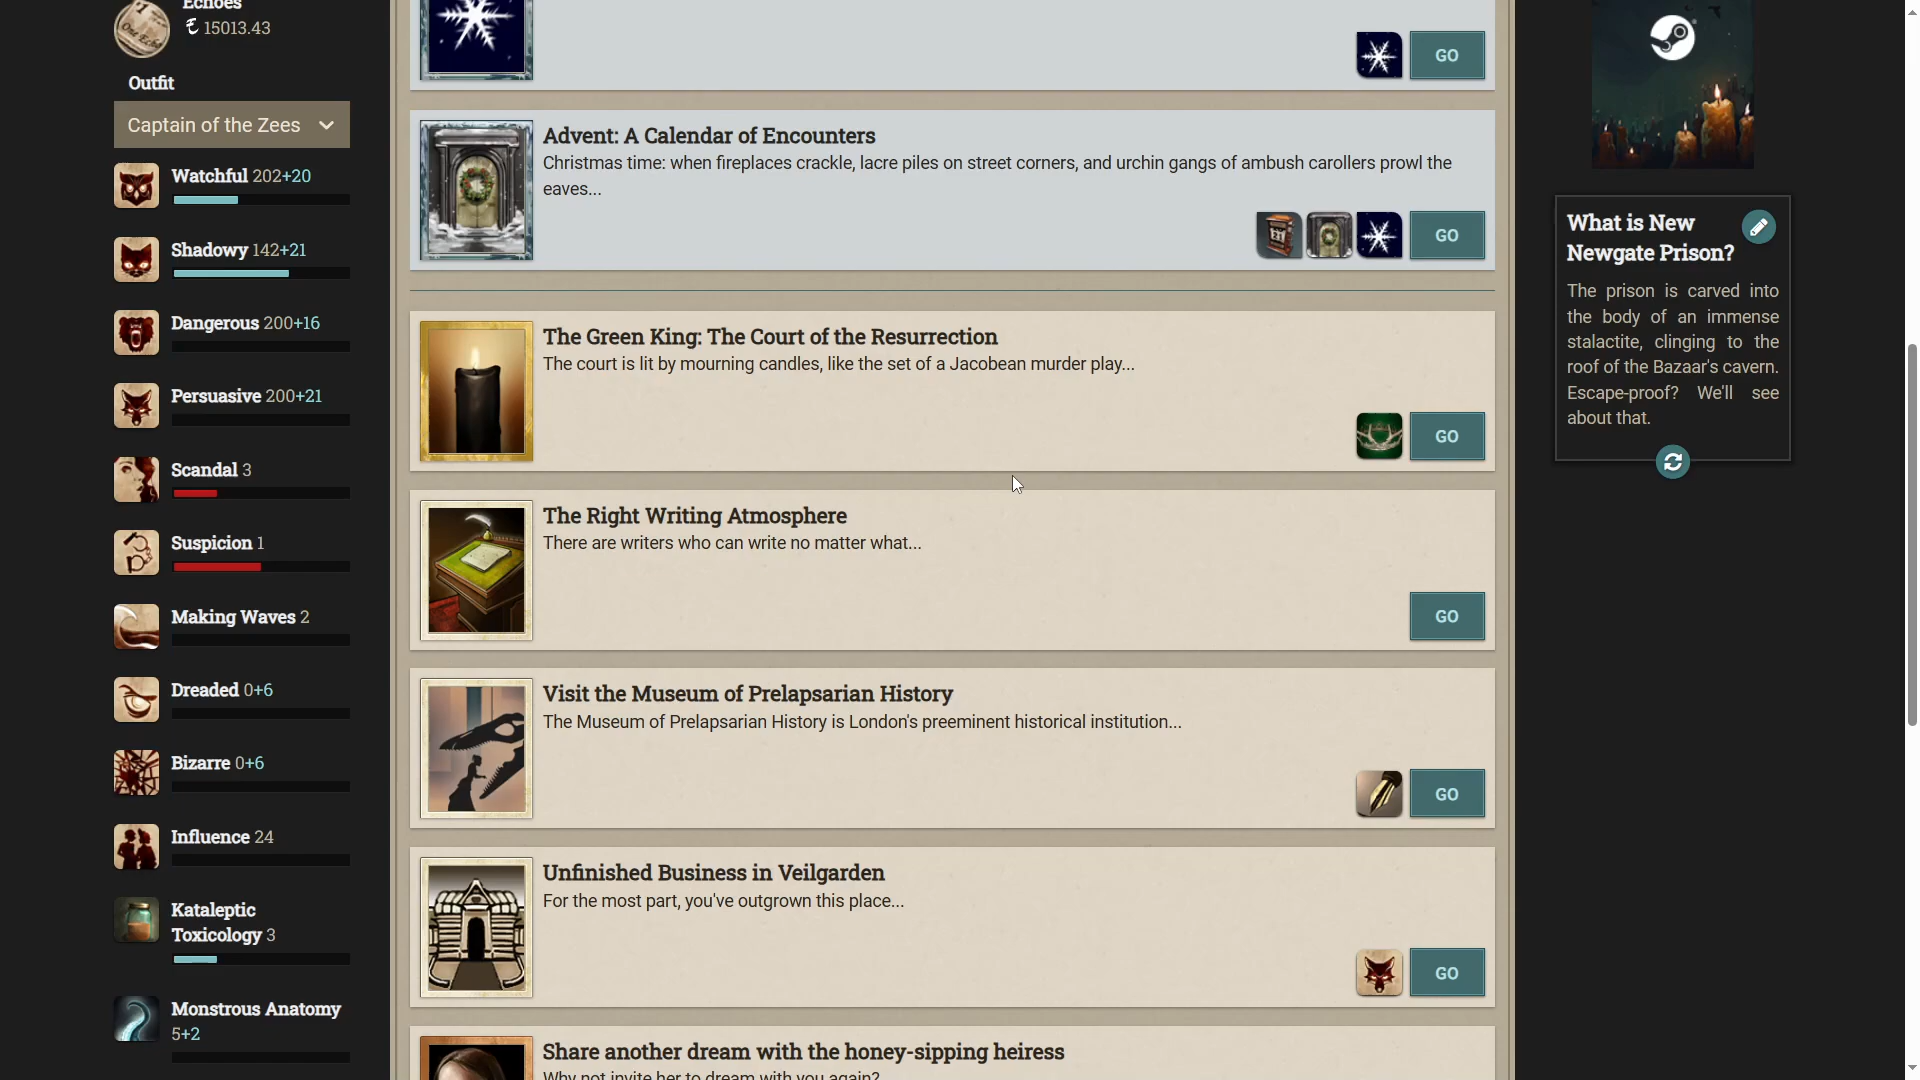 Echoes
15013.43
Outfit
Captain of the Zees
Watchful 202+20
Shadowy 142+21
Dangerous 200+16
Persuasive 200+21
Scandal 3
Suspicion 1
Making Waves 2
Dreaded 0+6
Bizarre 0+6
Influence 24
Kataleptic
Toxicology 3
Monstrous Anatomy
5+2
GO
Advent: A Calendar of Encounters
Christmas time: when fireplaces crackle, lacre piles on street corners, and urchin gangs of ambush carollers prowl the
eaves...
GO
The Green King: The Court of the Resurrection
The court is lit by mourning candles, like the set of a Jacobean murder play...
GO
The Right Writing Atmosphere
There are writers who can write no matter what...
GO
Visit the Museum of Prelapsarian History
The Museum of Prelapsarian History is London's preeminent historical institution...
GO
Unfinished Business in Veilgarden
For the most part, you've outgrown this place...
GO
Share another dream with the honey-sipping heiress
Why not invite her to dream with you again?
What is New
Newgate Prison?
The prison is carved into
the body of an immense
stalactite, clinging to the
roof of the Bazaar's cavern.
Escape-proof? We'll see
about that.